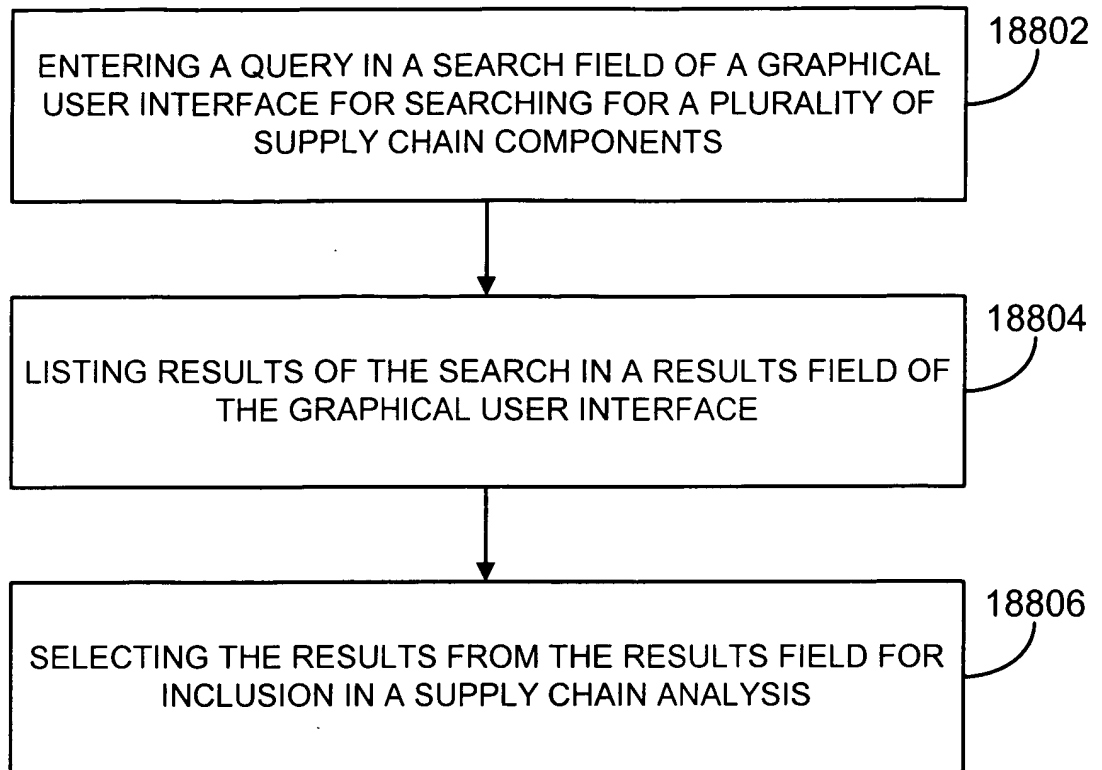 18802
ENTERING A QUERY IN A SEARCH FIELD OF A GRAPHICAL
USER INTERFACE FOR SEARCHING FOR A PLURALITY OF
SUPPLY CHAIN COMPONENTS
18804
LISTING RESULTS OF THE SEARCH IN A RESULTS FIELD OF
THE GRAPHICAL USER INTERFACE
18806
SELECTING THE RESULTS FROM THE RESULTS FIELD FOR
INCLUSION IN A SUPPLY CHAIN ANALYSIS